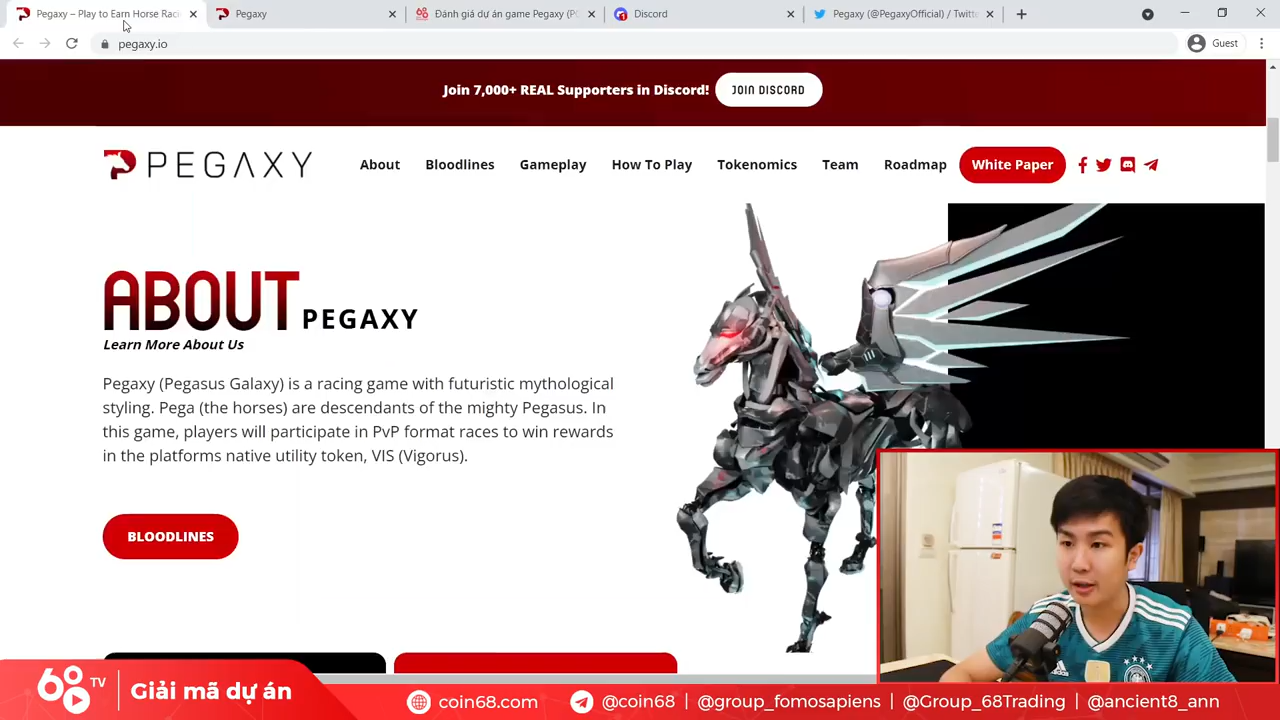 Pegaxy – Play to Earn Horse Raci
Pegaxy
Đánh giá dự án game Pegaxy (P
Discord
Pegaxy (@PegaxyOfficial) / Twitt
pegaxy.io
Guest
Join 7,000+ REAL Supporters in Discord!
JOIN DISCORD
PEGAXY
About
Bloodlines
Gameplay
How To Play
Tokenomics
Team
Roadmap
White Paper
ABOUT PEGAXY
Learn More About Us
Pegaxy (Pegasus Galaxy) is a racing game with futuristic mythological
styling. Pega (the horses) are descendants of the mighty Pegasus. In
this game, players will participate in PvP format races to win rewards
in the platforms native utility token, VIS (Vigorus).
BLOODLINES
68 TV
Giải mã dự án
coin68.com
@coin68 | @group_fomosapiens | @Group_68Trading | @ancient8_ann